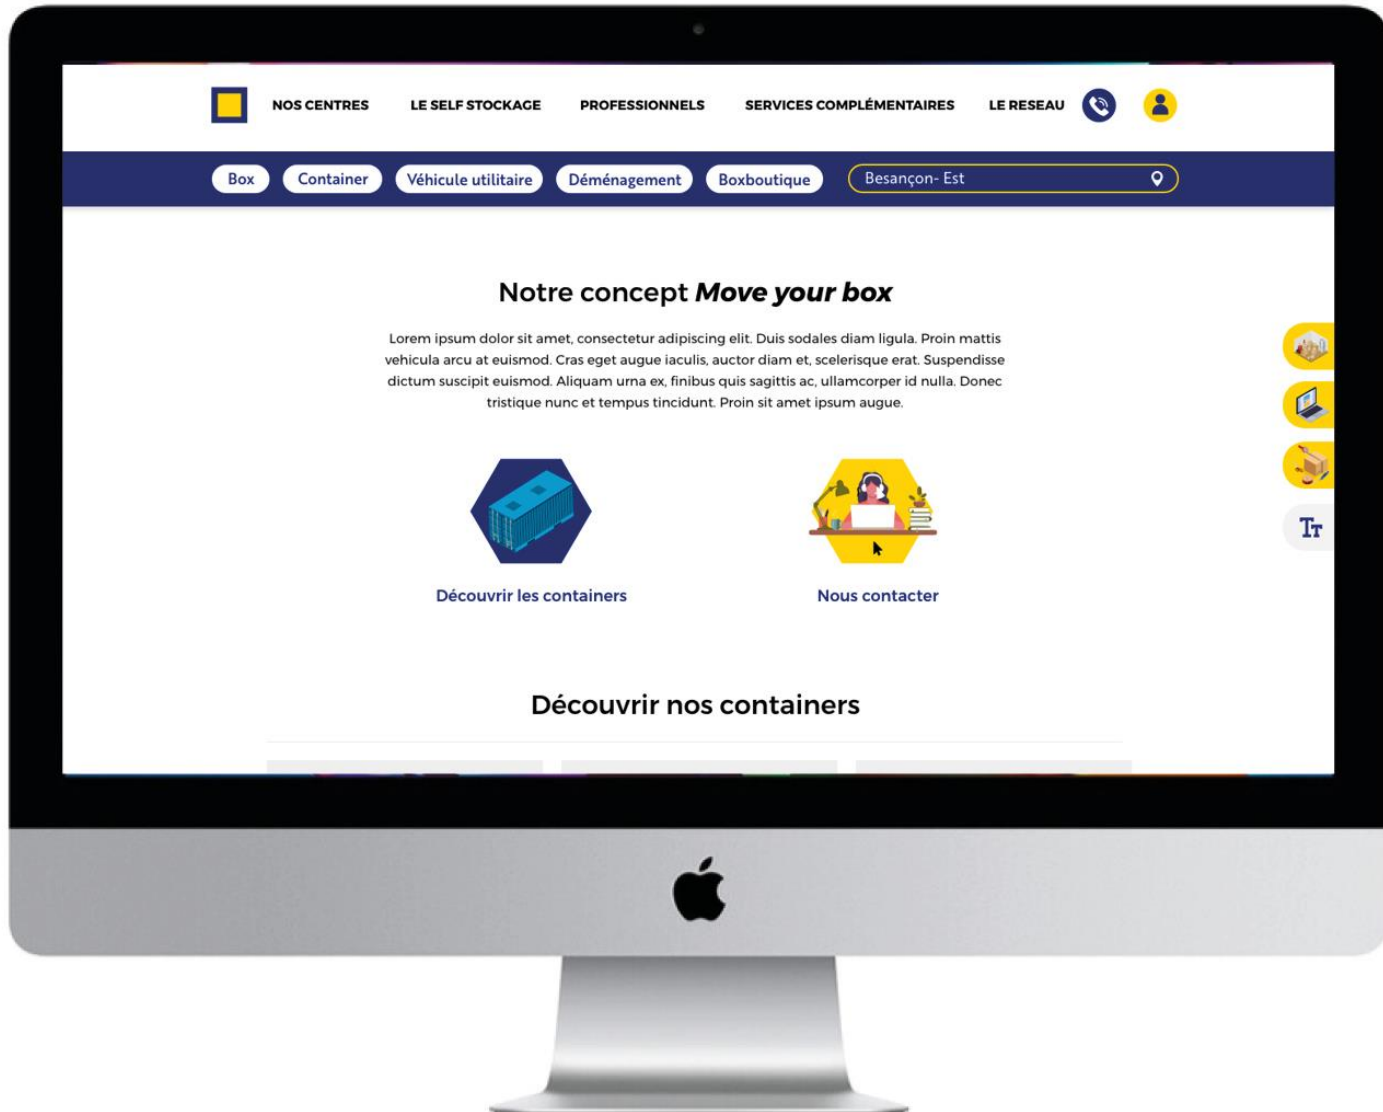 NOS CENTRES LE SELF STOCKAGE PROFESSIONNELS SERVICES COMPLÉMENTAIRES LE RESEAU
Box Container Véhicule utilitaire Déménagement Boxboutique Besançon- Est
Notre concept Move your box
Lorem ipsum dolor sit amet, consectetur adipiscing elit. Duis sodales diam ligula. Proin mattis
vehicula arcu at euismod. Cras eget augue iaculis, auctor diam et, scelerisque erat. Suspendisse
dictum suscipit euismod. Aliquam urna ex, finibus quis sagittis ac, ullamcorper id nulla. Donec
tristique nunc et tempus tincidunt. Proin sit amet ipsum augue.
TT
Découvrir les containers Nous contacter
Découvrir nos containers